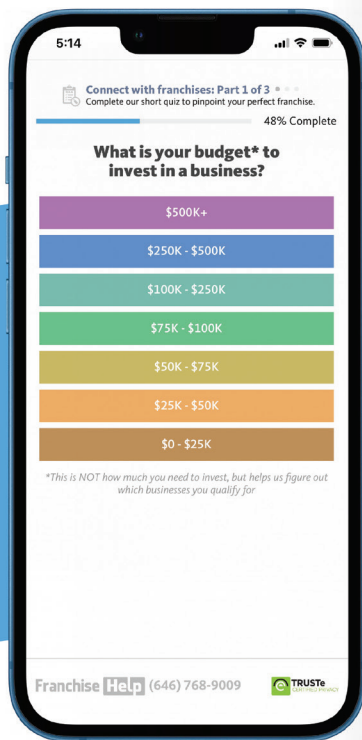 5:14
Connect with franchises: Part 1 of 3
Complete our short quiz to pinpoint your perfect franchise.
48% Complete
What is your budget* to
invest in a business?
$500K+
$250K - $500K
$100K - $250K
$75K - $100K
$50K - $75K
$25K - $50K
$0 - $25K
*This is NOT how much you need to invest, but helps us figure out
which businesses you qualify for
Franchise Help (646) 768-9009
TRUSTe
CERTIFIED PRIVACY